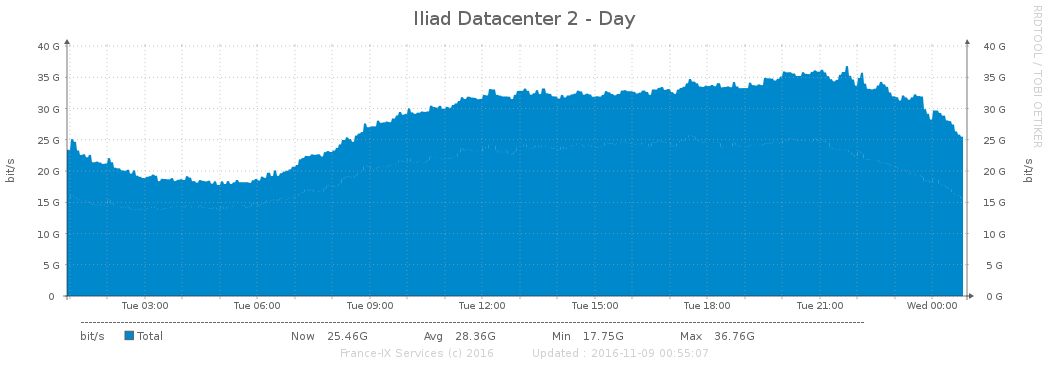 Iliad Datacenter 2 - Day
RRDTOOL / TOBI OETIKER
40 G 40 G
35 G 35 G
30 G 30 G
25 G 25 G
20 G 20 G
15 G 15 G
10 G 10 G
5 G 5 G
0 0 G
bit/s
bit/s
Tue 03:00 Tue 06:00 Tue 09:00 Tue 12:00 Tue 15:00 Tue 18:00 Tue 21:00 Wed 00:00
bit/s Total Now 25.46G Avg 28.36G Min 17.75G Max 36.76G
France-IX Services (c) 2016 Updated : 2016-11-09 00:55:07